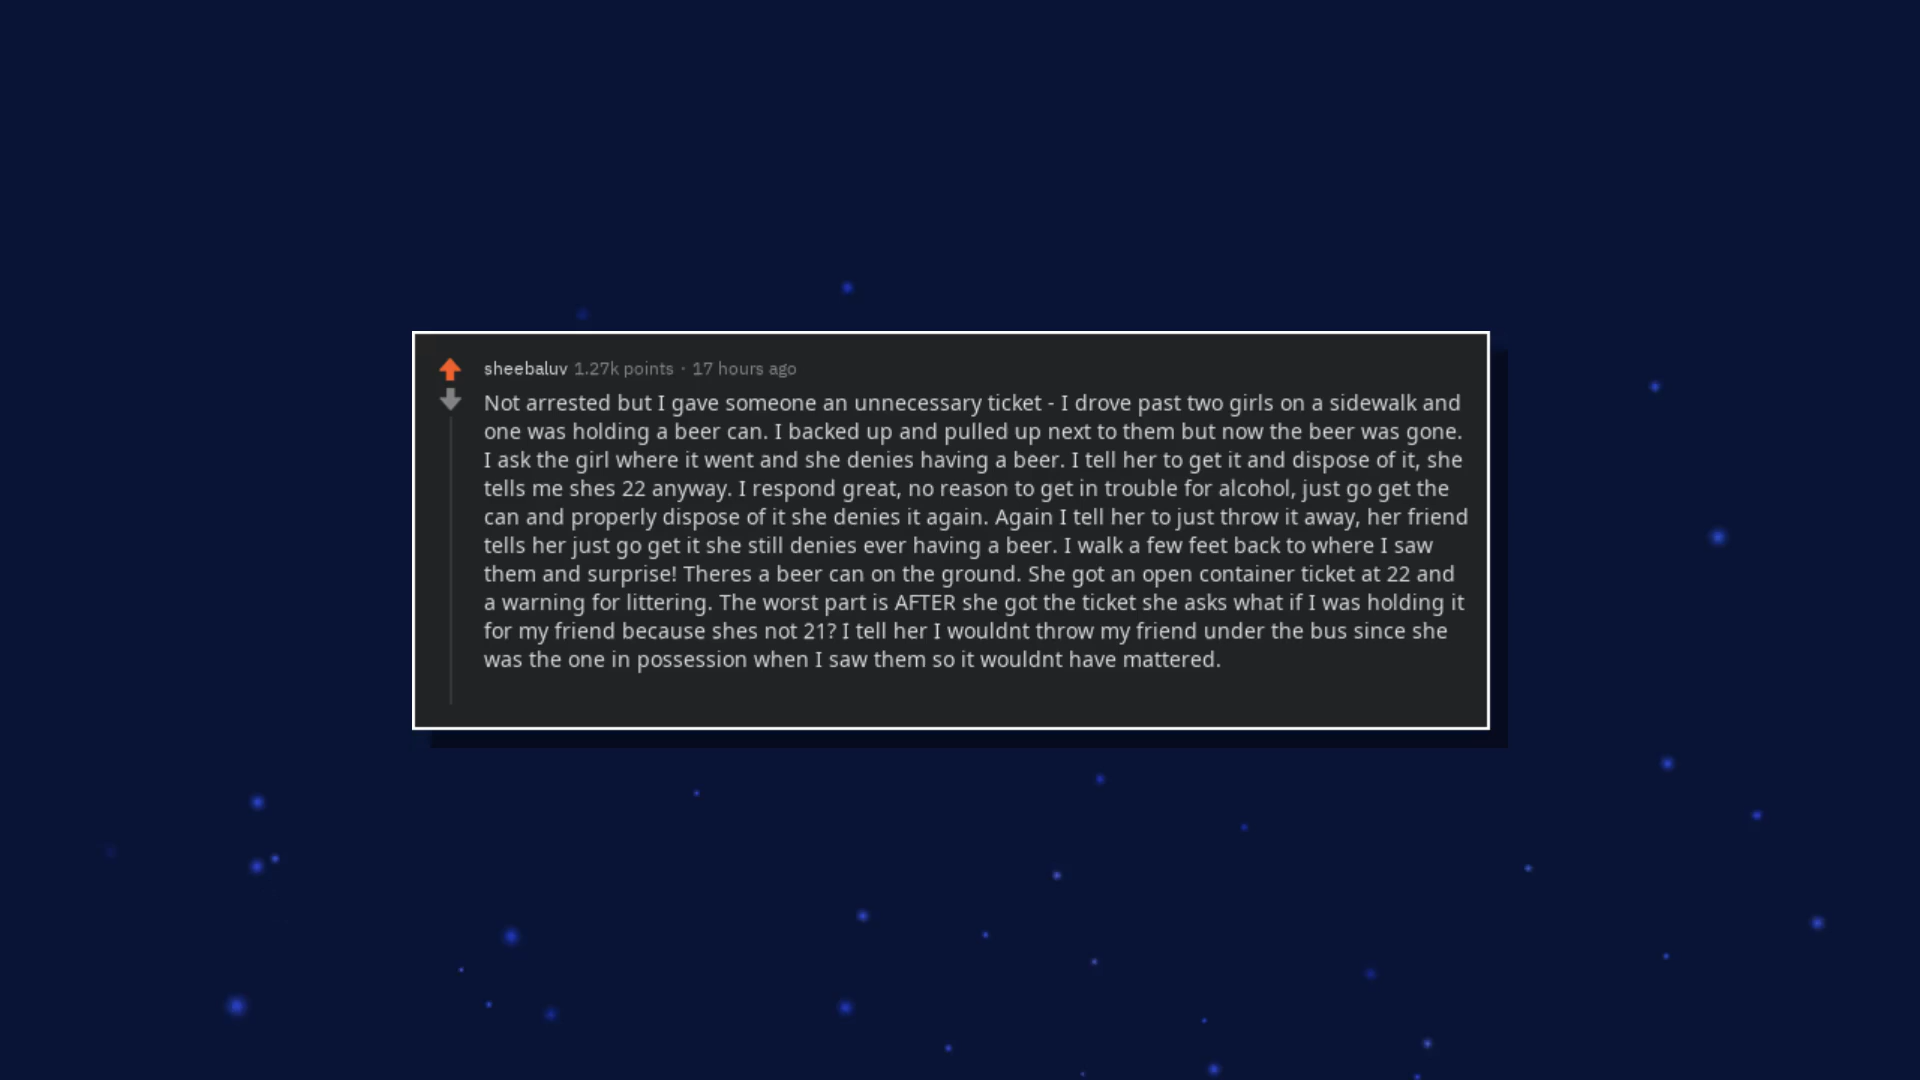 sheebaluv 1.27k points · 17 hours ago
Not arrested but I gave someone an unnecessary ticket - I drove past two girls on a sidewalk and
one was holding a beer can. I backed up and pulled up next to them but now the beer was gone.
I ask the girl where it went and she denies having a beer. I tell her to get it and dispose of it, she
tells me shes 22 anyway. I respond great, no reason to get in trouble for alcohol, just go get the
can and properly dispose of it she denies it again. Again I tell her to just throw it away, her friend
tells her just go get it she still denies ever having a beer. I walk a few feet back to where I saw
them and surprise! Theres a beer can on the ground. She got an open container ticket at 22 and
a warning for littering. The worst part is AFTER she got the ticket she asks what if I was holding it
for my friend because shes not 21? I tell her I wouldnt throw my friend under the bus since she
was the one in possession when I saw them so it wouldnt have mattered.